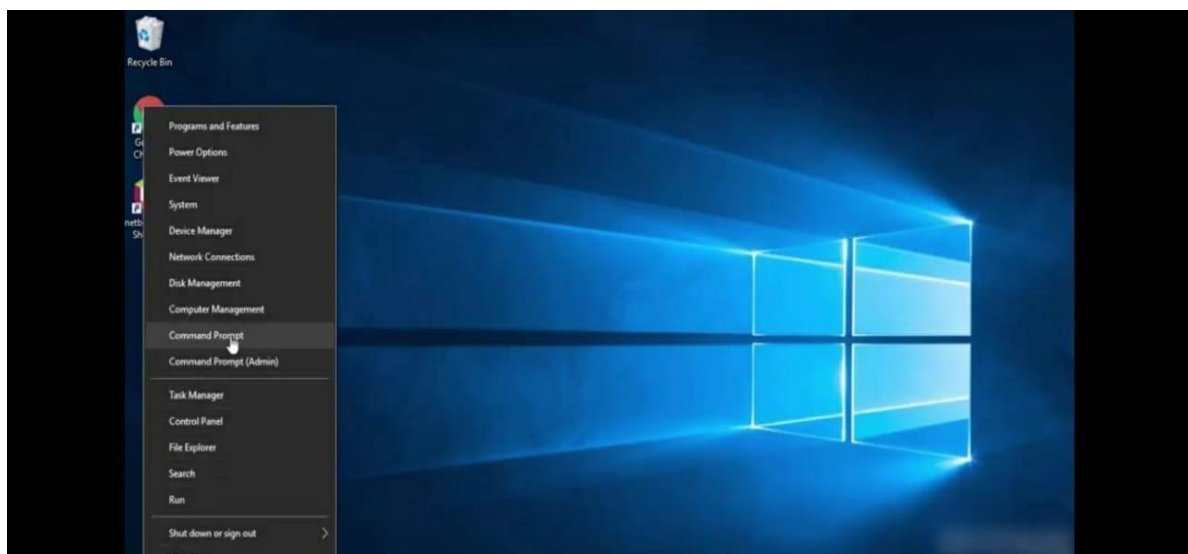 Recycle Bin
Programs and Features
Power Options
Event Viewer
System
Device Manager
Network Connections
Disk Management
Computer Management
Command Prompt
Command Prompt (Admin)
Task Manager
Control Panel
File Explorer
Search
Run
Shut down or sign out